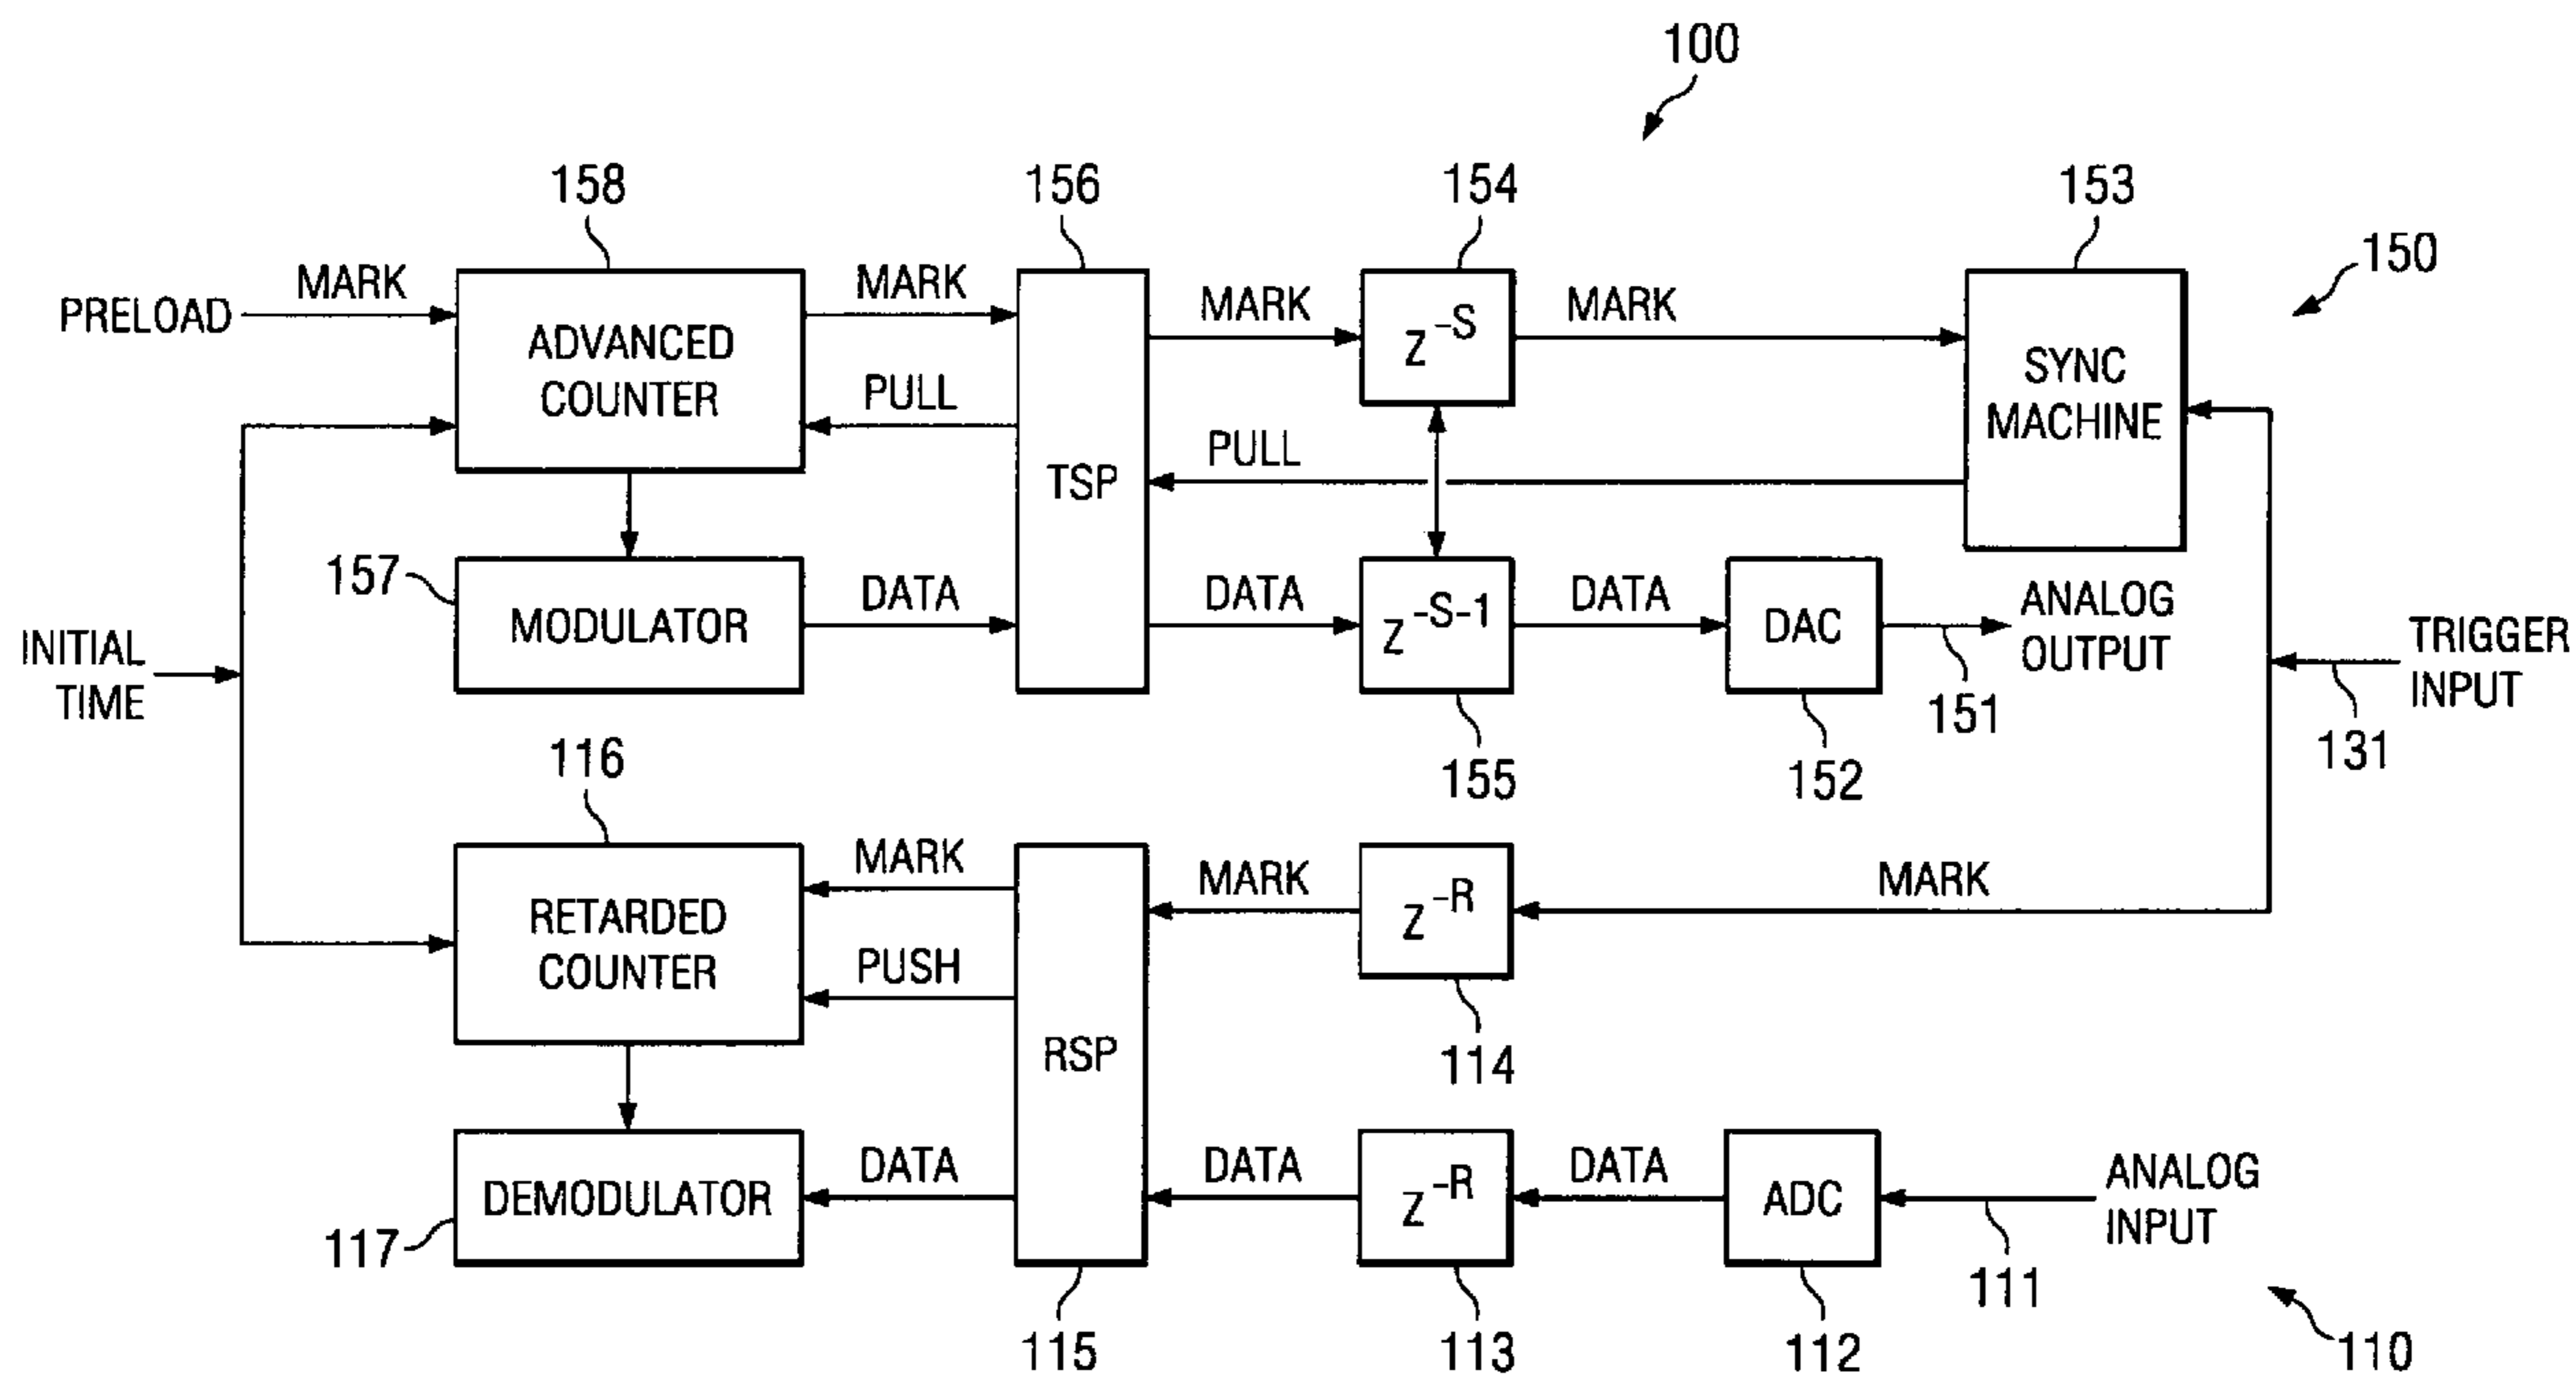 100
158
156
154
153
150
PRELOAD
MARK
ADVANCED
COUNTER
MARK
PULL
TSP
MARK
Z^-S
MARK
PULL
SYNC
MACHINE
157
MODULATOR
DATA
DATA
Z^-S-1
DATA
DAC
ANALOG
OUTPUT
151
TRIGGER
INPUT
131
INITIAL
TIME
155
152
116
RETARDED
COUNTER
MARK
PUSH
RSP
MARK
Z^-R
MARK
114
117
DEMODULATOR
DATA
DATA
Z^-R
DATA
ADC
ANALOG
INPUT
111
115
113
112
110